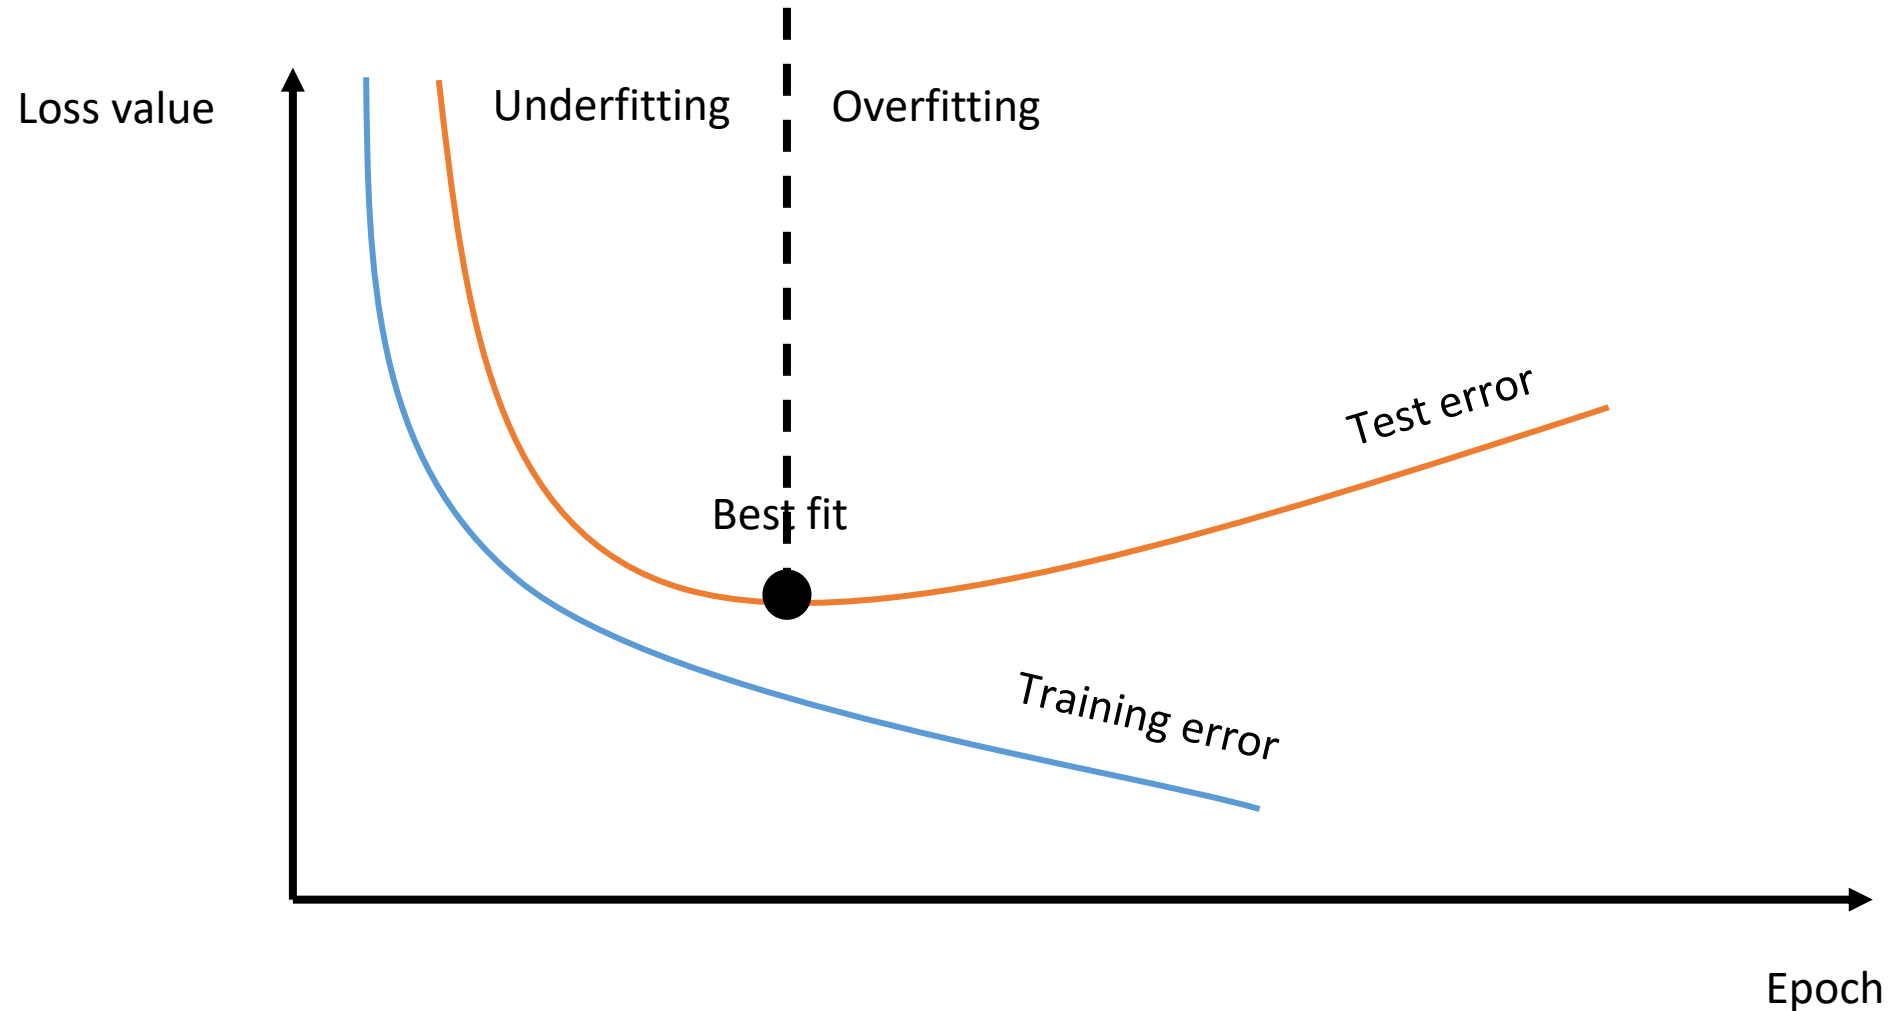 Loss value
Underfitting
Overfitting
Test error
Best fit
Training error
Epoch